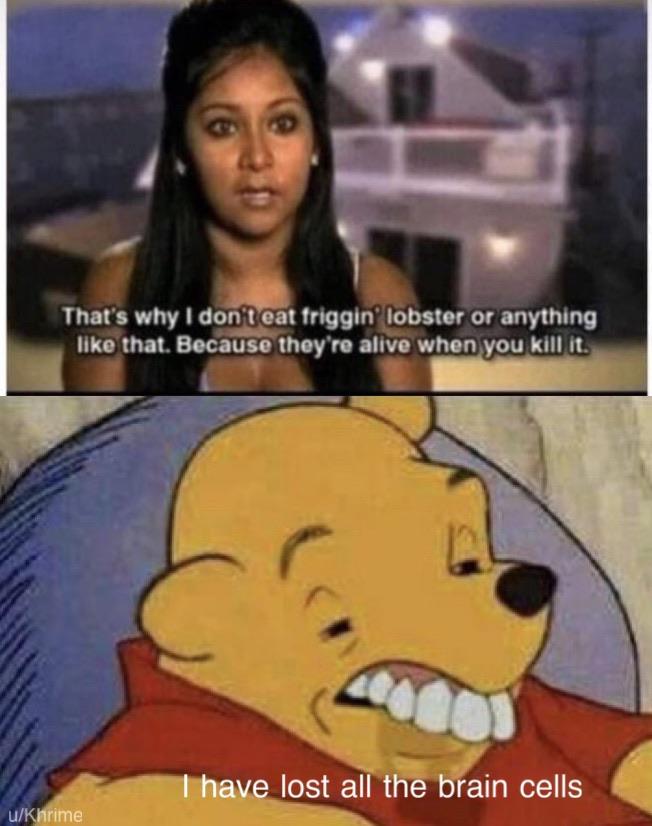 That's why I don't eat friggin' lobster or anything
like that. Because they're alive when you kill it.
I have lost all the brain cells
u/Khrime